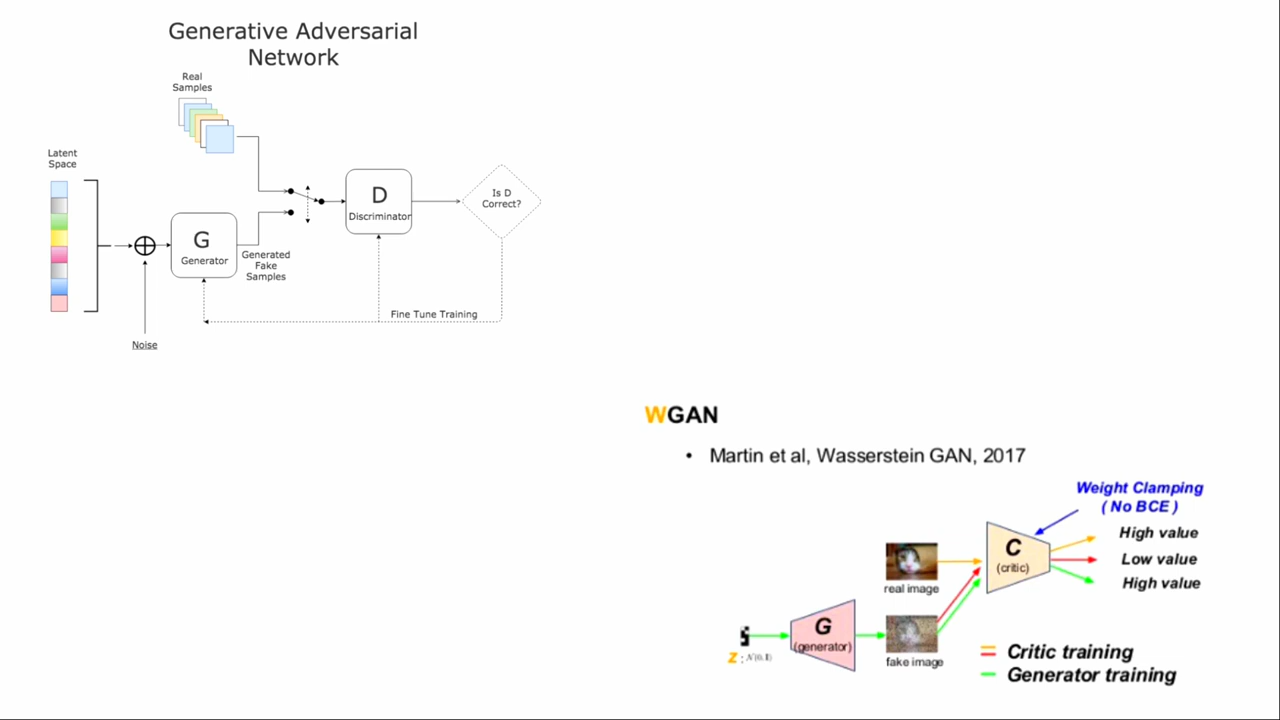 Generative Adversarial
Network
Real
Samples
Latent
Space
G
Generator
Generated
Fake
Samples
D
Discriminator
Is D
Correct?
Fine Tune Training
Noise
WGAN
• Martin et al, Wasserstein GAN, 2017
Weight Clamping
( No BCE )
C
(critic)
High value
Low value
High value
real image
G
(generator)
fake image
z : N(0, I)
Critic training
Generator training